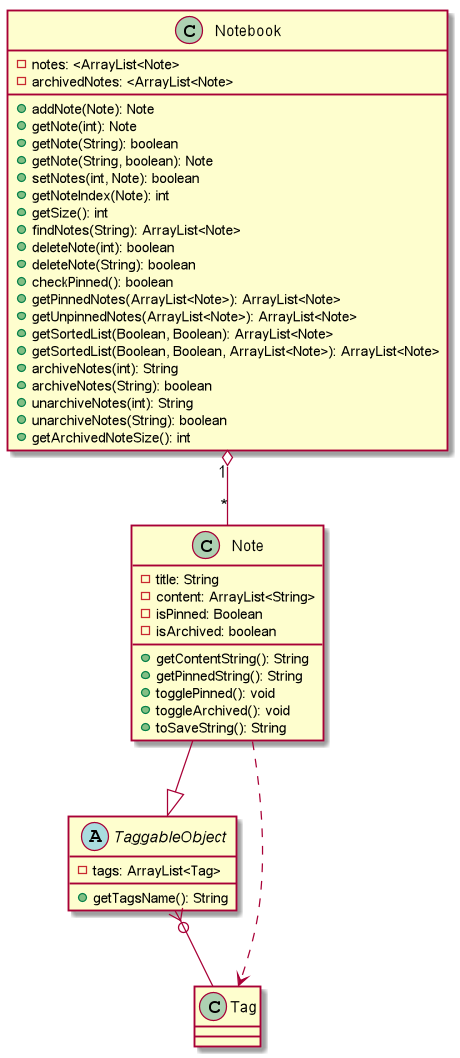 C Notebook
notes: <ArrayList<Note>
archivedNotes: <ArrayList<Note>
addNote(Note): Note
getNote(int): Note
getNote(String): boolean
getNote(String, boolean): Note
setNotes(int, Note): boolean
getNoteIndex(Note): int
getSize(): int
findNotes(String): ArrayList<Note>
deleteNote(int): boolean
deleteNote(String): boolean
checkPinned(): boolean
getPinnedNotes(ArrayList<Note>): ArrayList<Note>
getUnpinnedNotes(ArrayList<Note>): ArrayList<Note>
getSortedList(Boolean, Boolean): ArrayList<Note>
getSortedList(Boolean, Boolean, ArrayList<Note>): ArrayList<Note>
archiveNotes(int): String
archiveNotes(String): boolean
unarchiveNotes(int): String
unarchiveNotes(String): boolean
getArchivedNoteSize(): int
1
*
C Note
title: String
content: ArrayList<String>
isPinned: Boolean
isArchived: boolean
getContentString(): String
getPinnedString(): String
togglePinned(): void
toggleArchived(): void
toSaveString(): String
A TaggableObject
tags: ArrayList<Tag>
getTagsName(): String
C Tag